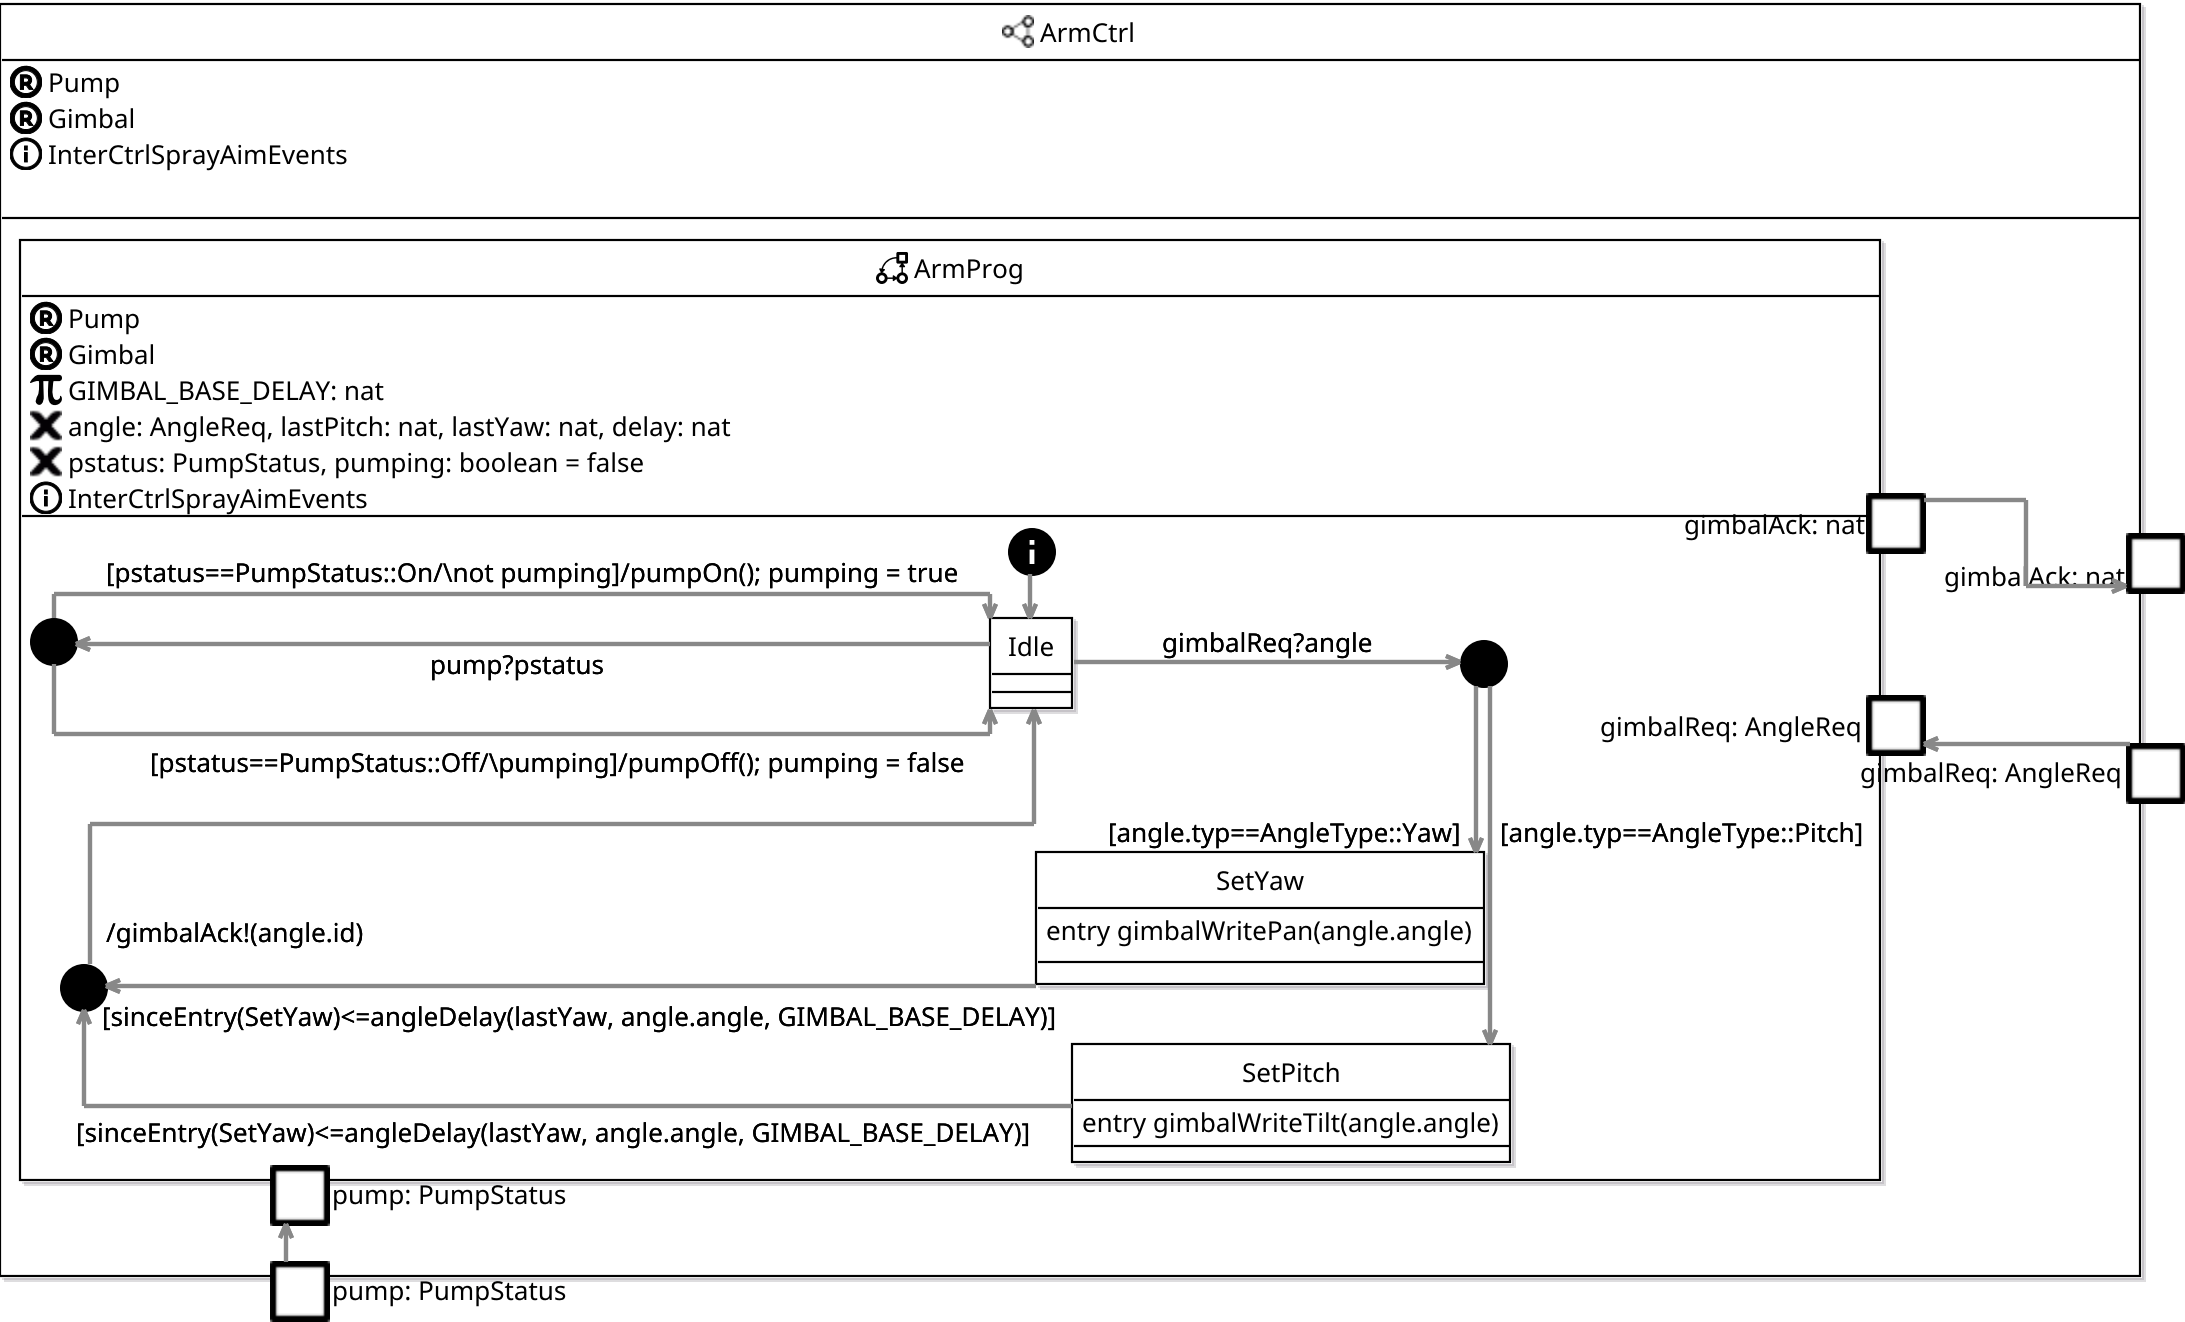 ArmCtrl
Pump
Gimbal
InterCtrlSprayAimEvents
ArmProg
Pump
Gimbal
GIMBAL_BASE_DELAY: nat
angle: AngleReq, lastPitch: nat, lastYaw: nat, delay: nat
pstatus: PumpStatus, pumping: boolean = false
InterCtrlSprayAimEvents
gimbalAck: nat
gimbalAck: nat
[pstatus==PumpStatus::On/\not pumping]/pumpOn(); pumping = true
Idle
gimbalReq?angle
pump?pstatus
gimbalReq: AngleReq
gimbalReq: AngleReq
[pstatus==PumpStatus::Off/\pumping]/pumpOff(); pumping = false
[angle.typ==AngleType::Yaw]
[angle.typ==AngleType::Pitch]
SetYaw
entry gimbalWritePan(angle.angle)
/gimbalAck!(angle.id)
[sinceEntry(SetYaw)<=angleDelay(lastYaw, angle.angle, GIMBAL_BASE_DELAY)]
SetPitch
entry gimbalWriteTilt(angle.angle)
[sinceEntry(SetYaw)<=angleDelay(lastYaw, angle.angle, GIMBAL_BASE_DELAY)]
pump: PumpStatus
pump: PumpStatus